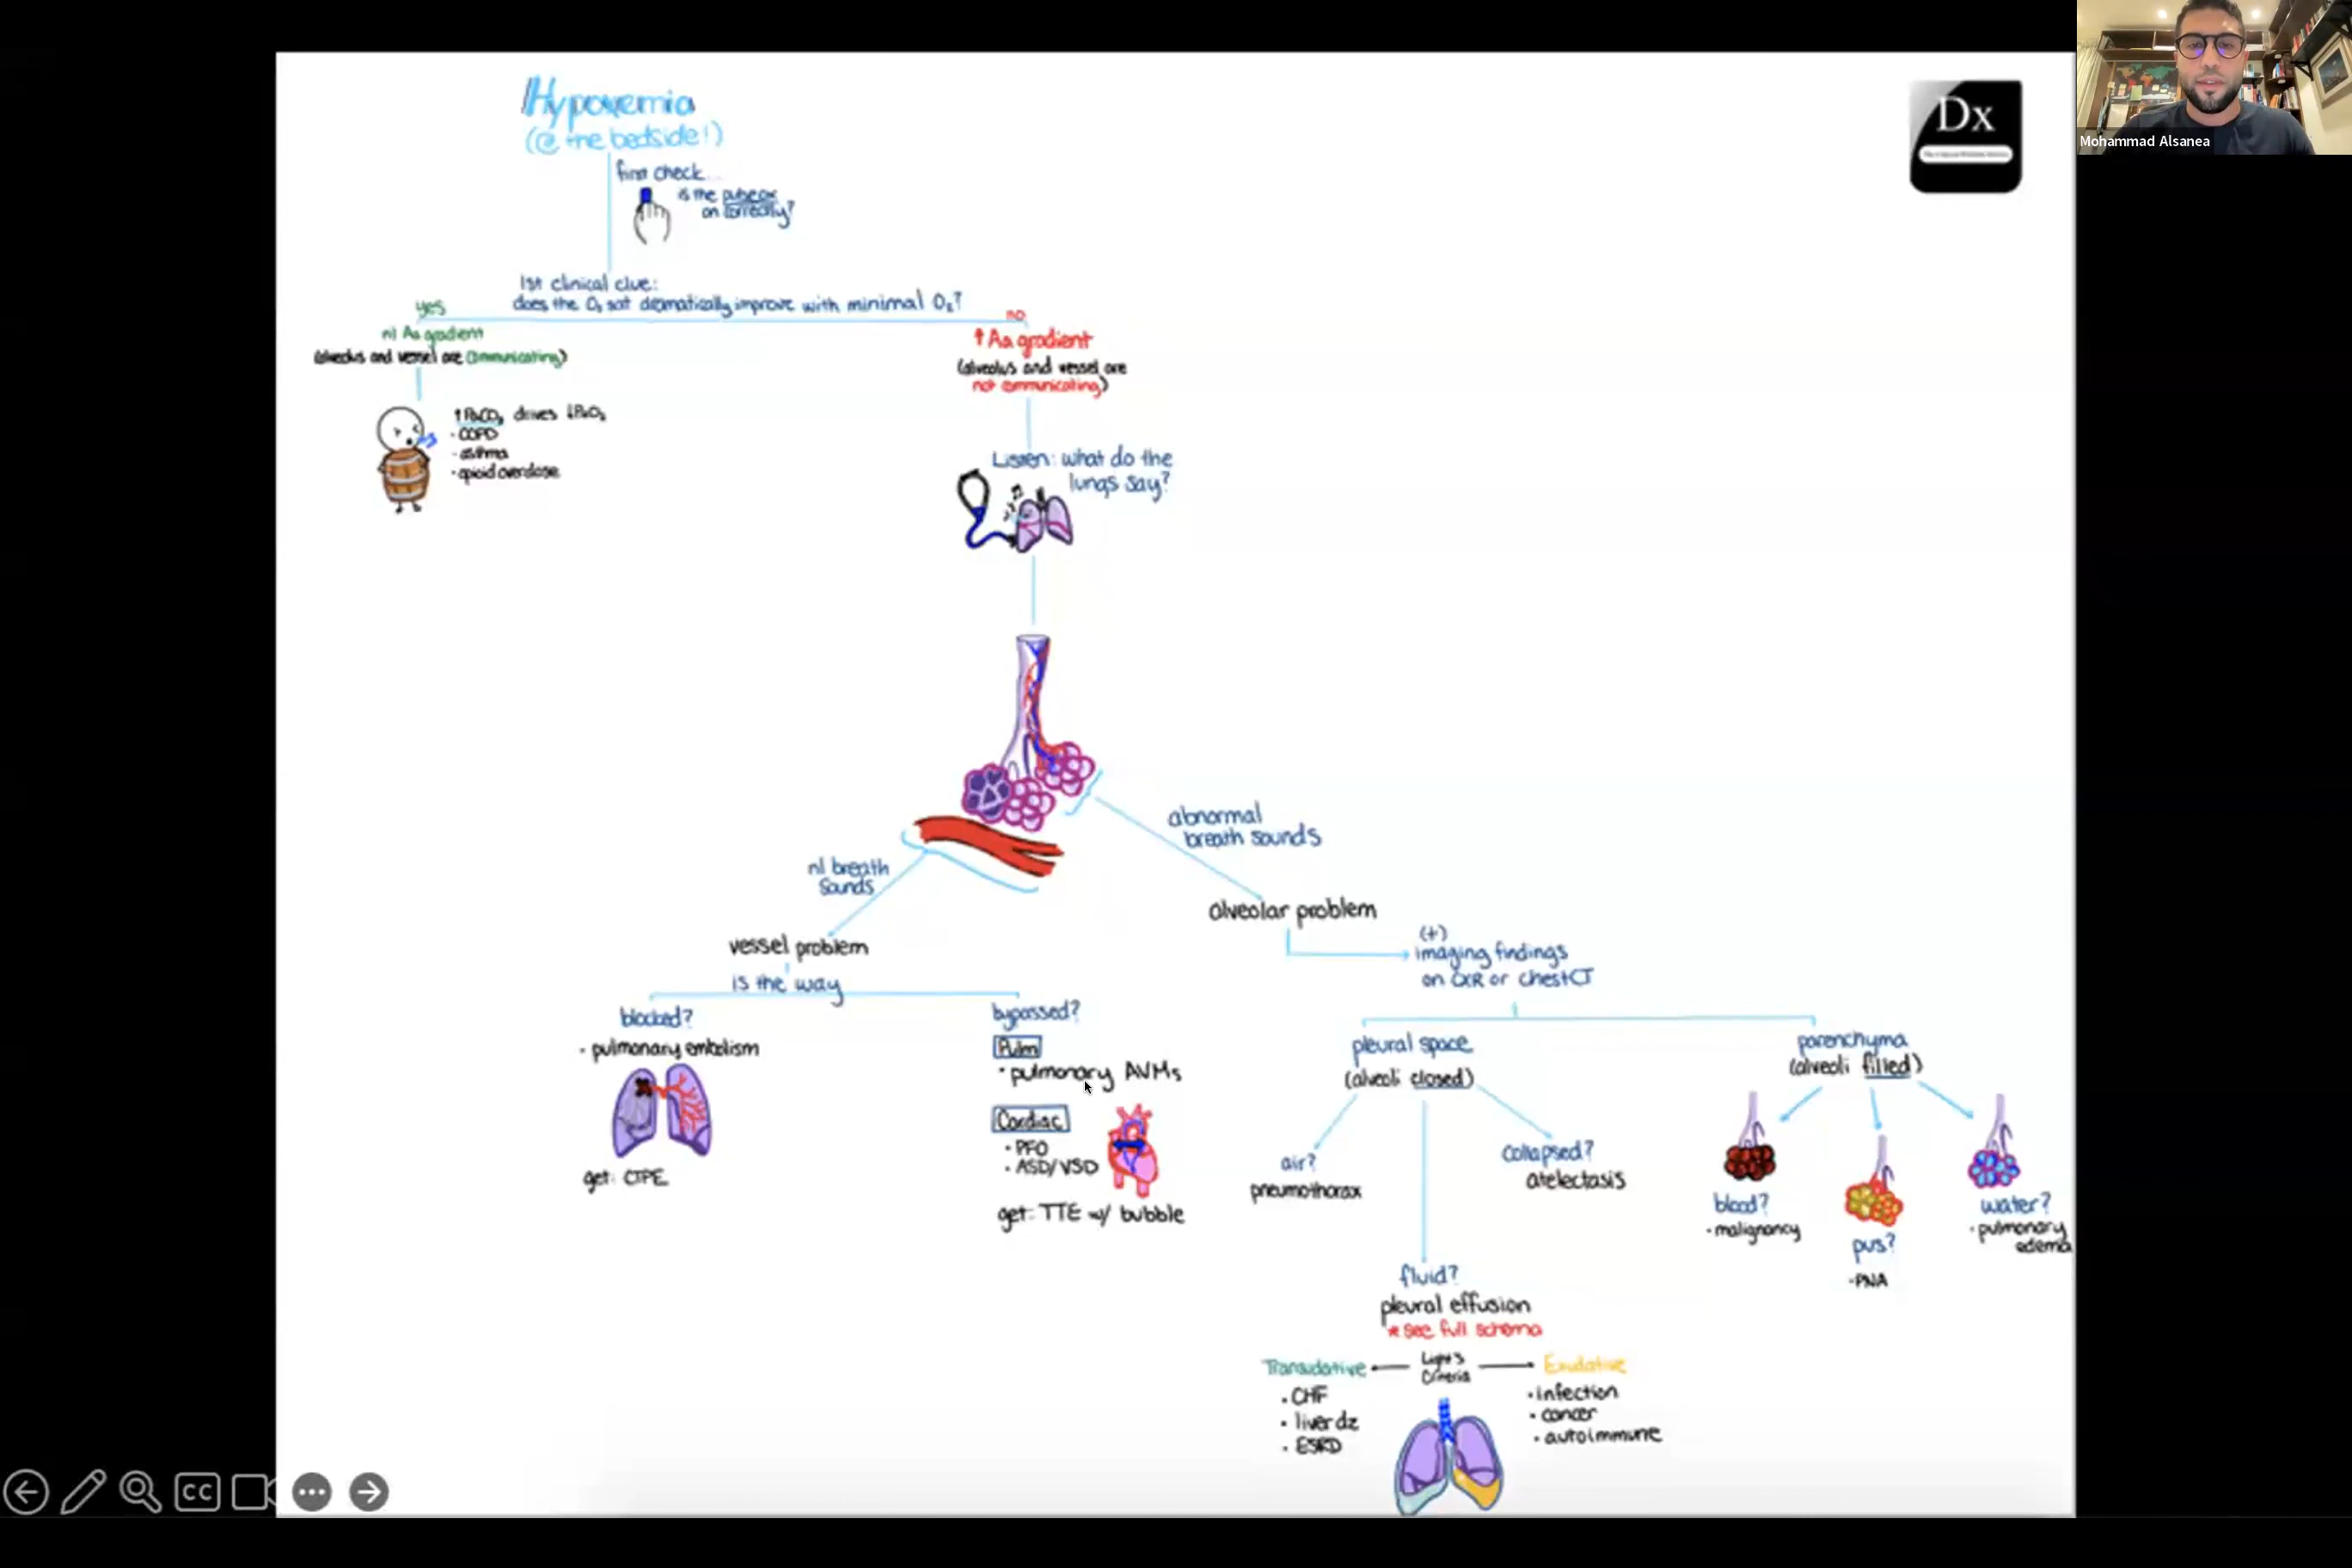 Hypoxemia
(@ the bedside!)
first check...
is the pulse ox
on correctly?
1st clinical clue:
does the O₂ sat dramatically improve with minimal O₂?
yes
nl Aa gradient
(alveolus and vessel are communicating)
↑PaCO₂ drives ↓PaO₂
· COPD
· asthma
· opioid overdose
no
↑ Aa gradient
(alveolus and vessel are
not communicating)
Listen: what do the
lungs say?
nl breath
sounds
vessel problem
is the way
blocked?
· pulmonary embolism
get: CTPE
bypassed?
Pulm
· pulmonary AVMs
Cardiac
· PFO
· ASD/VSD
get: TTE w/ bubble
abnormal
breath sounds
alveolar problem
(+)
imaging findings
on CXR or chest CT
pleural space
(alveoli closed)
air?
pneumothorax
fluid?
pleural effusion
* see full schema
Light's
Criteria
Transudative
· CHF
· liver dz
· ESRD
Exudative
· infection
· cancer
· autoimmune
collapsed?
atelectasis
parenchyma
(alveoli filled)
blood?
· malignancy
pus?
· PNA
water?
· pulmonary
edema
Dx
Mohammad Alsanea
CC